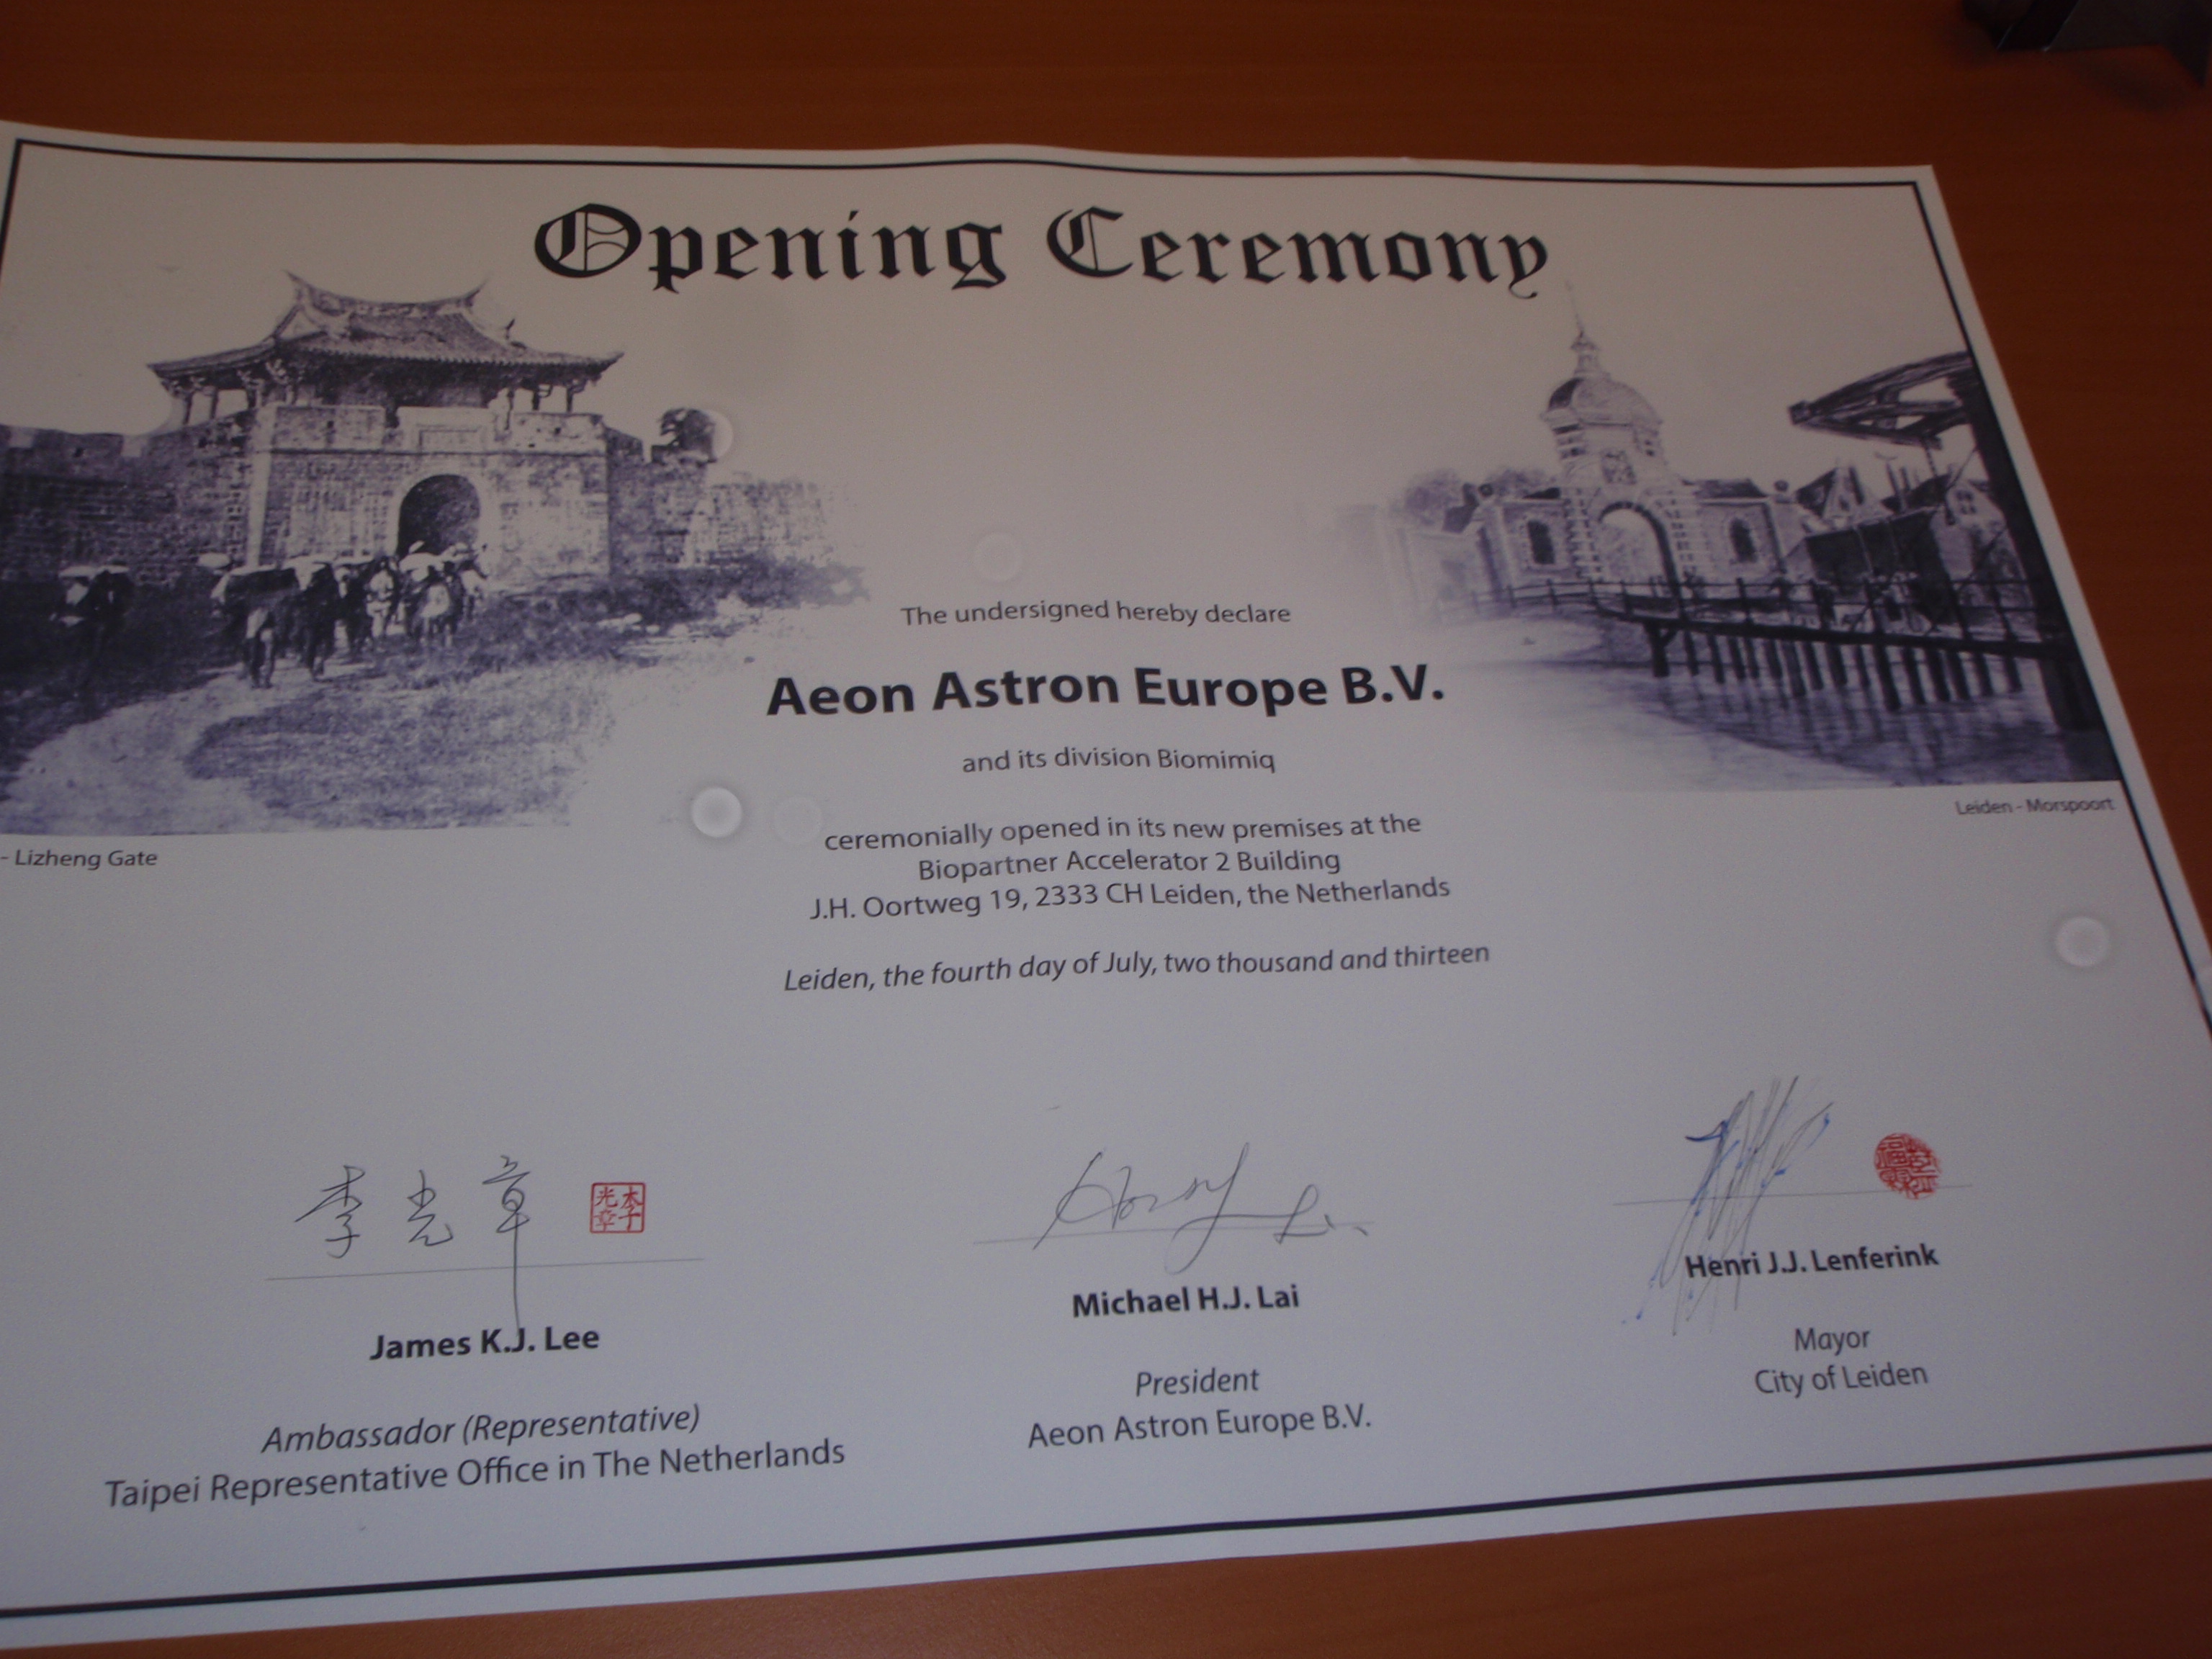 Opening Ceremony
The undersigned hereby declare
Aeon Astron Europe B.V.
and its division Biomimiq
Leiden - Morspoort
- Lizheng Gate
ceremonially opened in its new premises at the
Biopartner Accelerator 2 Building
J.H. Oortweg 19, 2333 CH Leiden, the Netherlands
Leiden, the fourth day of July, two thousand and thirteen
李光章
李光章
James K.J. Lee
Ambassador (Representative)
Taipei Representative Office in The Netherlands
Michael H.J. Lai
President
Aeon Astron Europe B.V.
Henri J.J. Lenferink
Mayor
City of Leiden